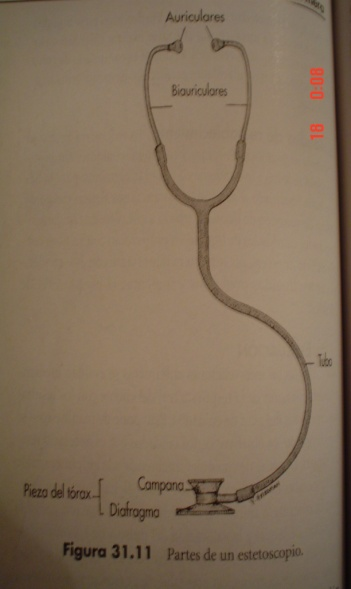 Auriculares
Biauriculares
18 0:08
Tubo
Pieza del tórax
Campana
Diafragma
Figura 31.11 Partes de un estetoscopio.